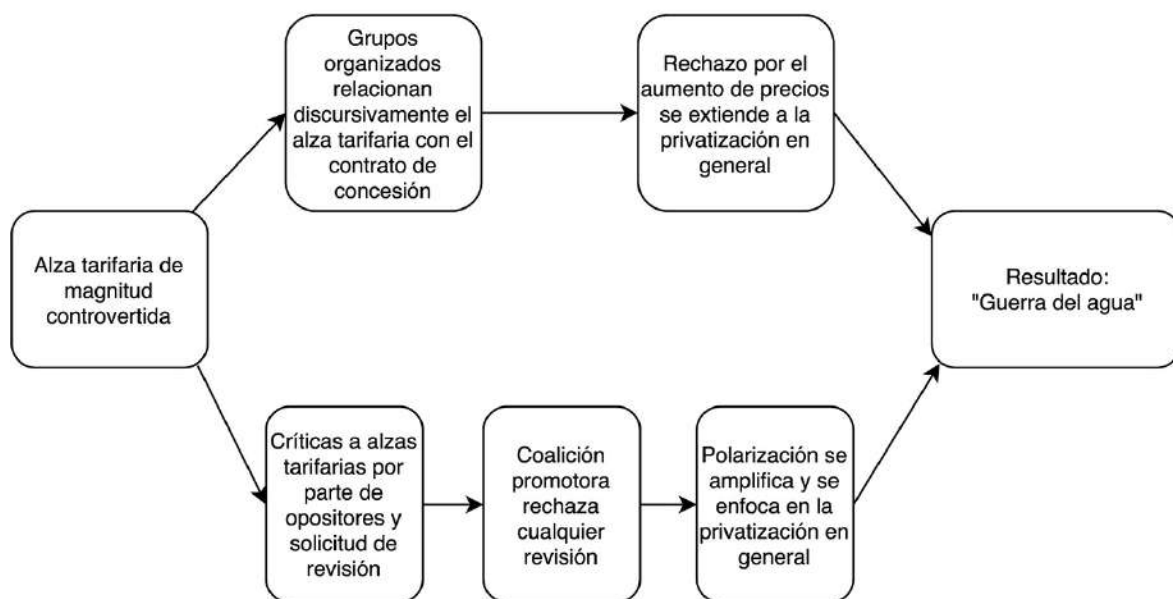 Grupos
organizados
relacionan
discursivamente el
alza tarifaria con el
contrato de
concesión
Rechazo por el
aumento de precios
se extiende a la
privatización en
general
Alza tarifaria de
magnitud
controvertida
Resultado:
"Guerra del agua"
Críticas a alzas
tarifarias por
parte de
opositores y
solicitud de
revisión
Coalición
promotora
rechaza
cualquier
revisión
Polarización se
amplifica y se
enfoca en la
privatización en
general